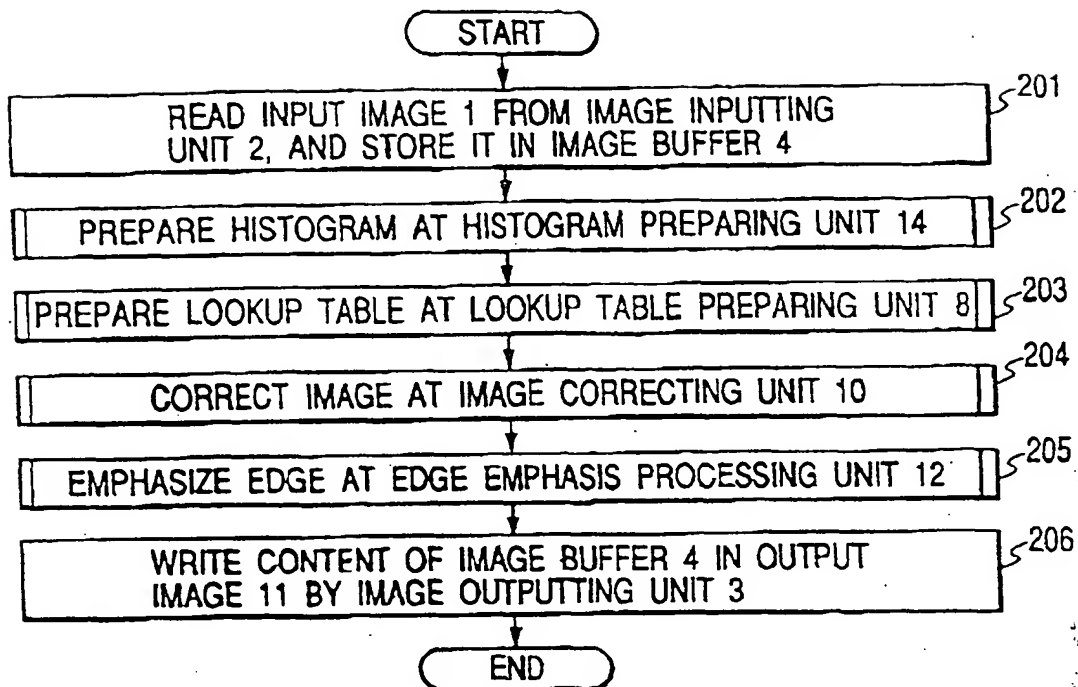 START
201
READ INPUT IMAGE 1 FROM IMAGE INPUTTING
UNIT 2, AND STORE IT IN IMAGE BUFFER 4
202
PREPARE HISTOGRAM AT HISTOGRAM PREPARING UNIT 14
203
PREPARE LOOKUP TABLE AT LOOKUP TABLE PREPARING UNIT 8
204
CORRECT IMAGE AT IMAGE CORRECTING UNIT 10
205
EMPHASIZE EDGE AT EDGE EMPHASIS PROCESSING UNIT 12
206
WRITE CONTENT OF IMAGE BUFFER 4 IN OUTPUT
IMAGE 11 BY IMAGE OUTPUTTING UNIT 3
END